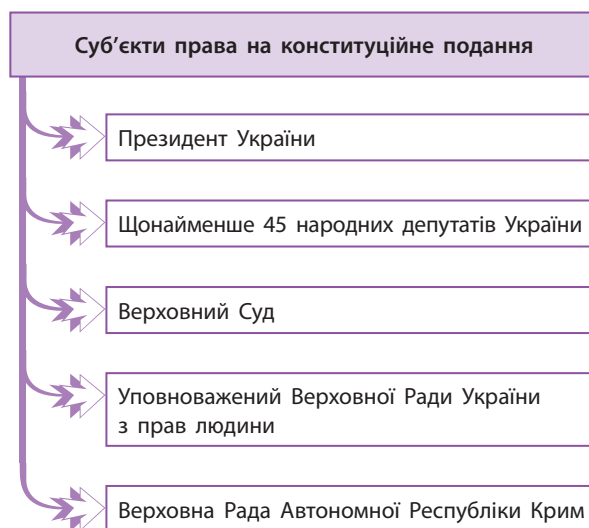 Суб’єкти права на конституційне подання
Президент України
Щонайменше 45 народних депутатів України
Верховний Суд
Уповноважений Верховної Ради України
з прав людини
Верховна Рада Автономної Республіки Крим